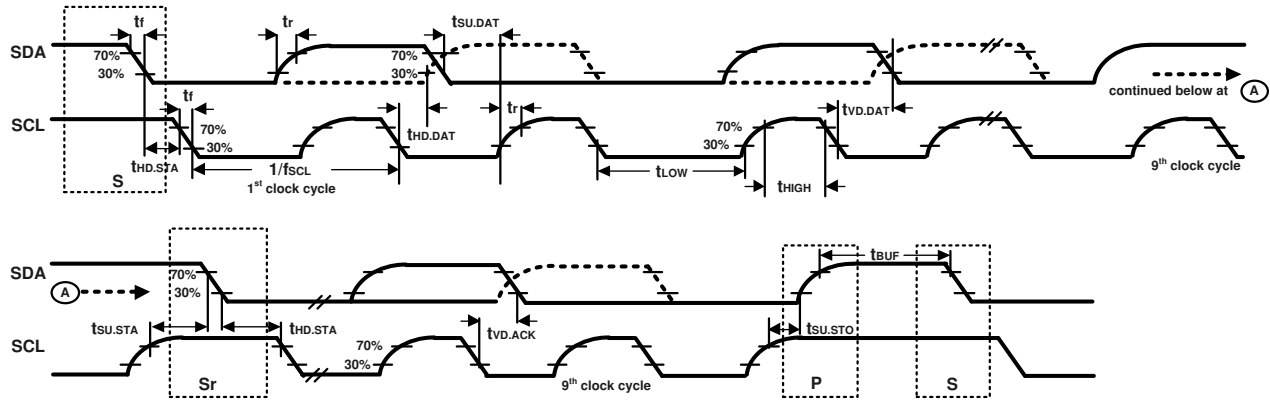 tf
tr
tSU.DAT
SDA
70%
30%
70%
30%
continued below at A
tf
tHD.DAT
tr
tVD.DAT
SCL
70%
30%
70%
30%
tHD.STA
1/fSCL
1st clock cycle
tLOW
tHIGH
9th clock cycle
S
SDA
70%
30%
tBUF
A
tSU.STA
tHD.STA
tVD.ACK
tSU.STO
SCL
70%
30%
Sr
9th clock cycle
P
S